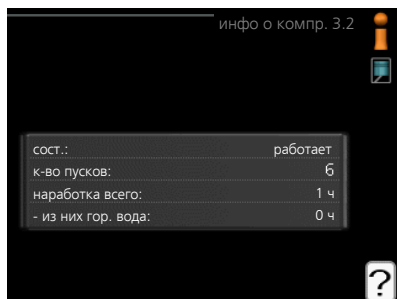 инфо о компр. 3.2
сост.: работает
к-во пусков: 6
наработка всего: 1 ч
- из них гор. вода: 0 ч
?